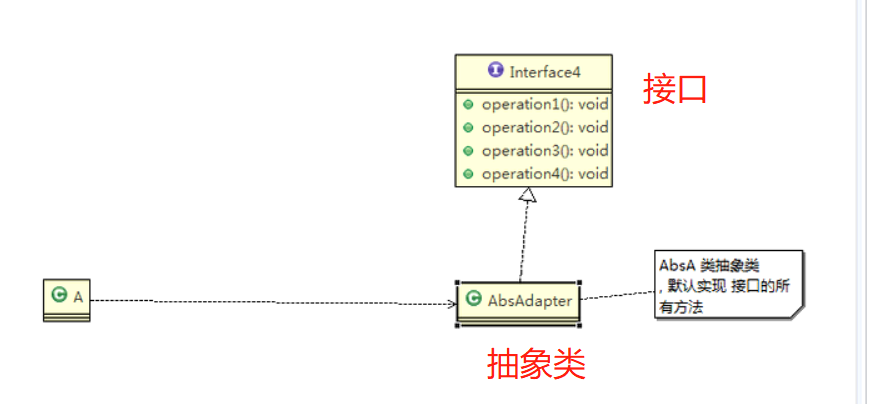 Interface4
接口
operation1(): void
operation2(): void
operation3(): void
operation4(): void
A
AbsAdapter
AbsA 类抽象类
, 默认实现 接口的所
有方法
抽象类